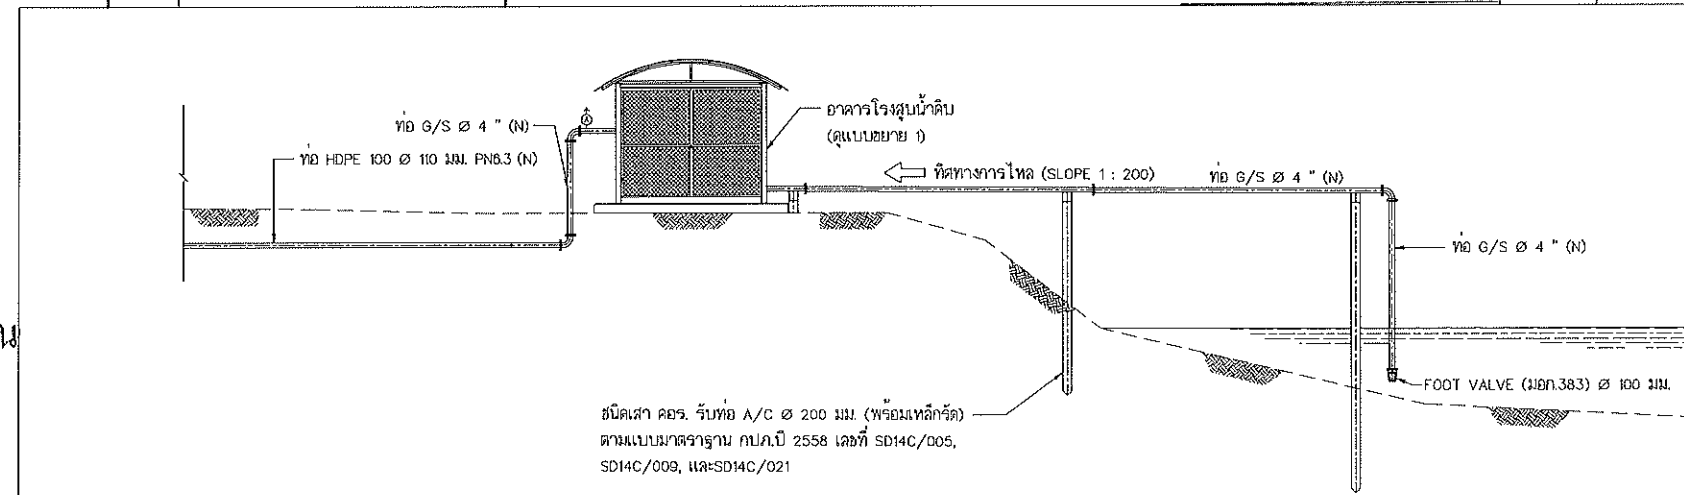 ท่อ G/S Ø 4 " (N)
ท่อ HDPE 100 Ø 110 มม. PN6.3 (N)
A
อาคารโรงสูบน้ำดิบ
(ดูแบบขยาย 1)
ทิศทางการไหล (SLOPE 1 : 200)
ท่อ G/S Ø 4 " (N)
ท่อ G/S Ø 4 " (N)
FOOT VALVE (มอก.383) Ø 100 มม.
ชนิดเสา คอร. รับท่อ A/C Ø 200 มม. (พร้อมเหล็กรัด)
ตามแบบมาตราฐาน กปภ.ปี 2558 เลขที่ SD14C/005,
SD14C/009, และSD14C/021